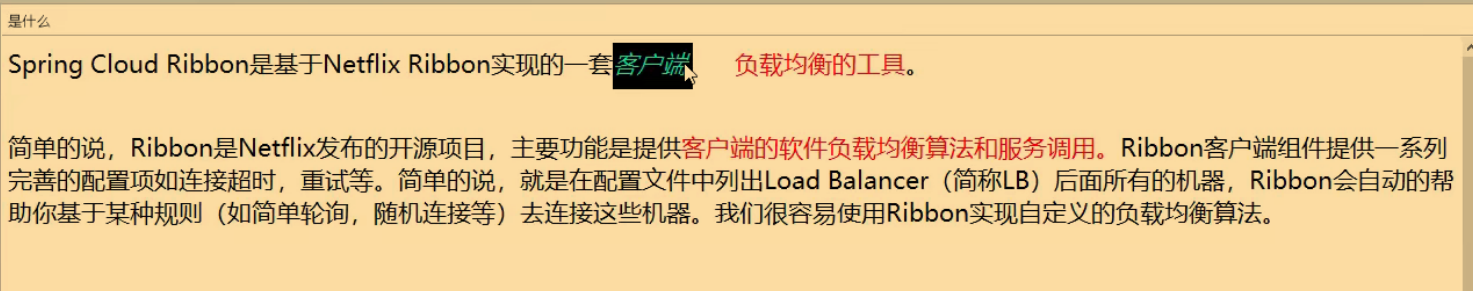 是什么
Spring Cloud Ribbon是基于Netflix Ribbon实现的一套客户端 负载均衡的工具。
简单的说，Ribbon是Netflix发布的开源项目，主要功能是提供客户端的软件负载均衡算法和服务调用。Ribbon客户端组件提供一系列
完善的配置项如连接超时，重试等。简单的说，就是在配置文件中列出Load Balancer（简称LB）后面所有的机器，Ribbon会自动的帮
助你基于某种规则（如简单轮询，随机连接等）去连接这些机器。我们很容易使用Ribbon实现自定义的负载均衡算法。